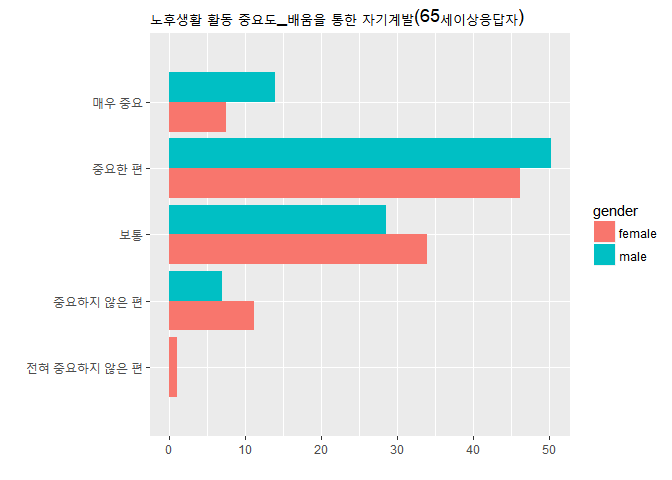 노후생활 활동 중요도_배움을 통한 자기계발(65세이상응답자)
매우 중요
중요한 편
보통
중요하지 않은 편
전혀 중요하지 않은 편
0 10 20 30 40 50
gender
female
male